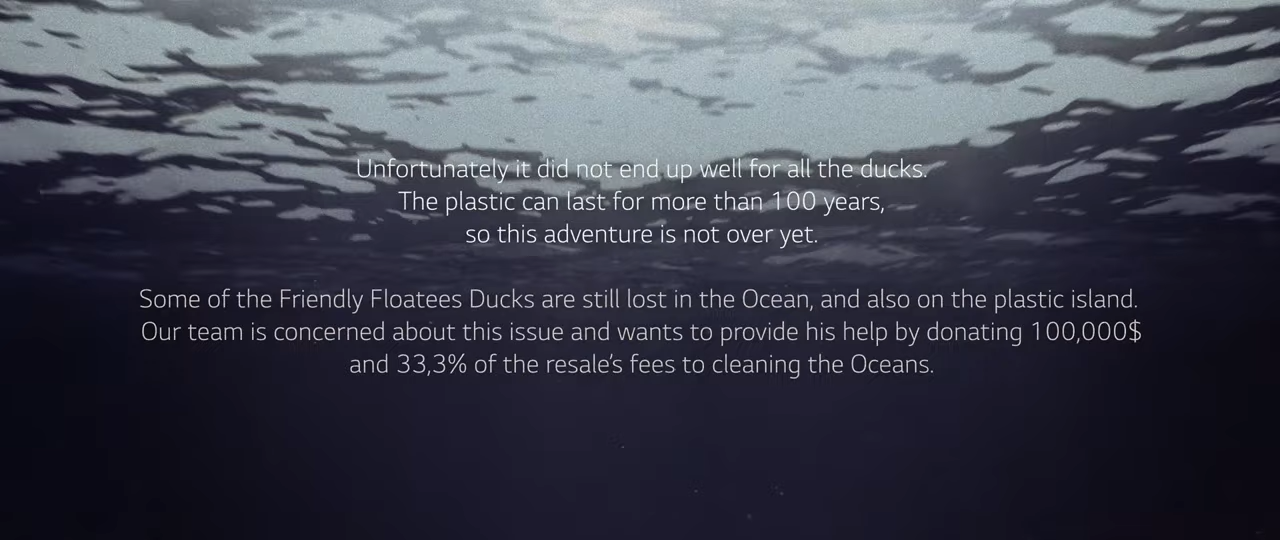 Unfortunately it did not end up well for all the ducks.
The plastic can last for more than 100 years,
so this adventure is not over yet.
Some of the Friendly Floatees Ducks are still lost in the Ocean, and also on the plastic island.
Our team is concerned about this issue and wants to provide his help by donating 100,000$
and 33,3% of the resale's fees to cleaning the Oceans.